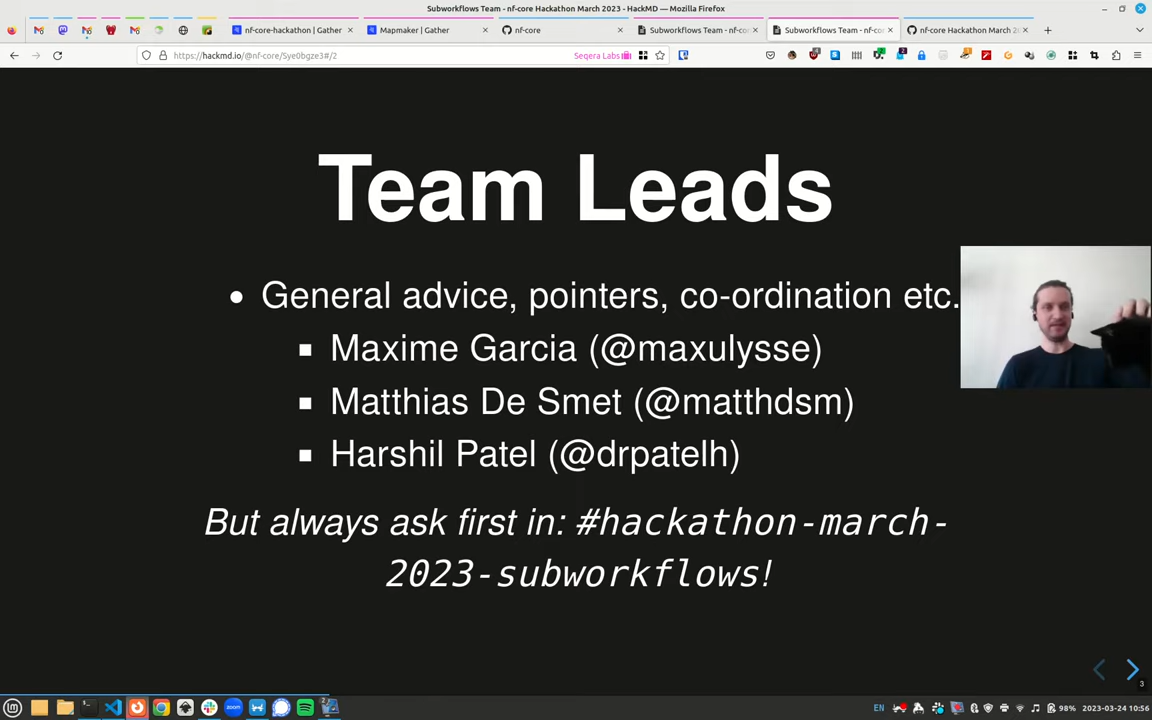 Subworkflows Team - nf-core Hackathon March 2023 - HackMD — Mozilla Firefox
nf-core-hackathon | Gather
Mapmaker | Gather
nf-core
Subworkflows Team - nf-co
Subworkflows Team - nf-co
nf-core Hackathon March 2
https://hackmd.io/@nf-core/Sye0bgze3#/2
Seqera Labs
Team Leads
General advice, pointers, co-ordination etc.
Maxime Garcia (@maxulysse)
Matthias De Smet (@matthdsm)
Harshil Patel (@drpatelh)
But always ask first in: #hackathon-march-
2023-subworkflows!
3
EN
98%
2023-03-24 10:56